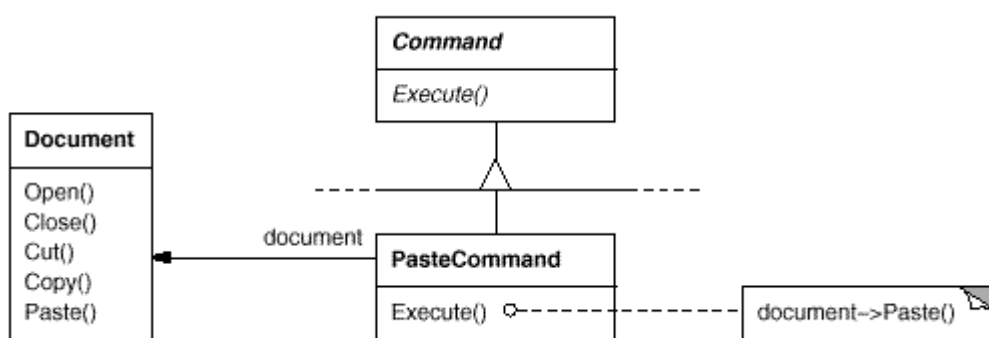 Command
Execute()
Document
Open()
Close()
Cut()
Copy()
Paste()
document
PasteCommand
Execute()
document->Paste()